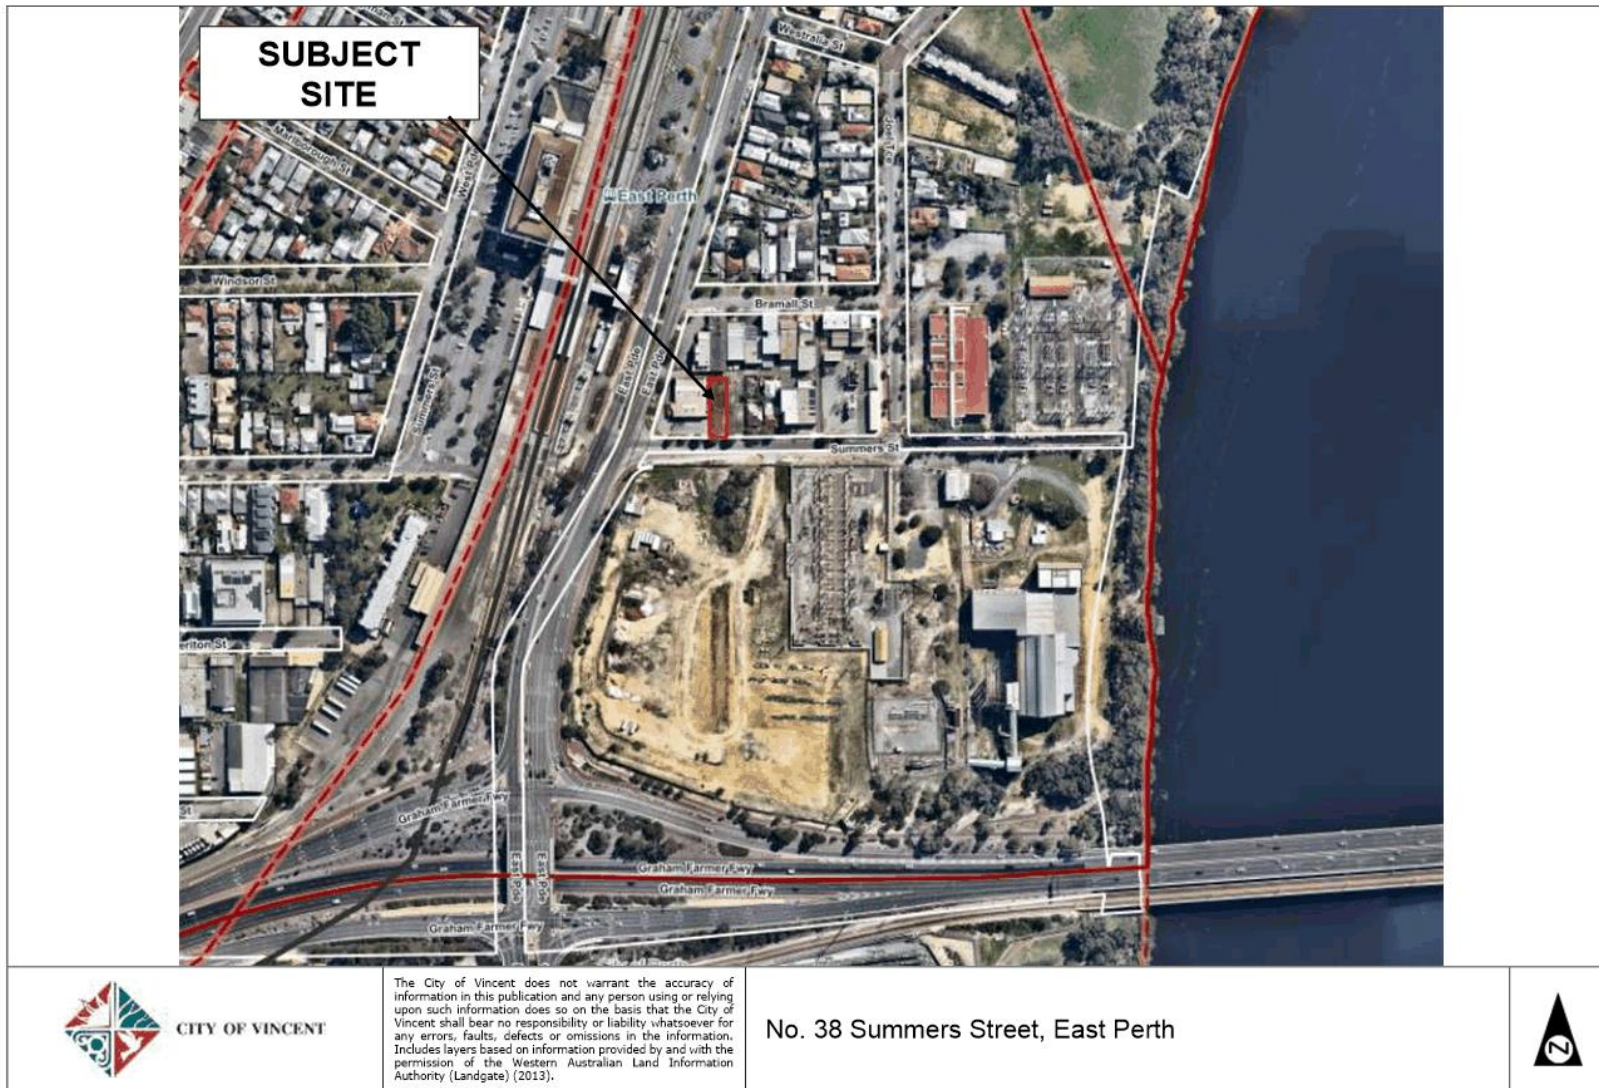 SUBJECT
SITE
Westralia St
Marlborough St
West Pde
Joel Tce
East Perth
Windsor St
Bramall St
East Pde
East Pde
Summers St
Summers St
Graham Farmer Fwy
East Pde
East Pde
Graham Farmer Fwy
Graham Farmer Fwy
Graham Farmer Fwy
CITY OF VINCENT
The City of Vincent does not warrant the accuracy of
information in this publication and any person using or relying
upon such information does so on the basis that the City of
Vincent shall bear no responsibility or liability whatsoever for
any errors, faults, defects or omissions in the information.
Includes layers based on information provided by and with the
permission of the Western Australian Land Information
Authority (Landgate) (2013).
No. 38 Summers Street, East Perth
N